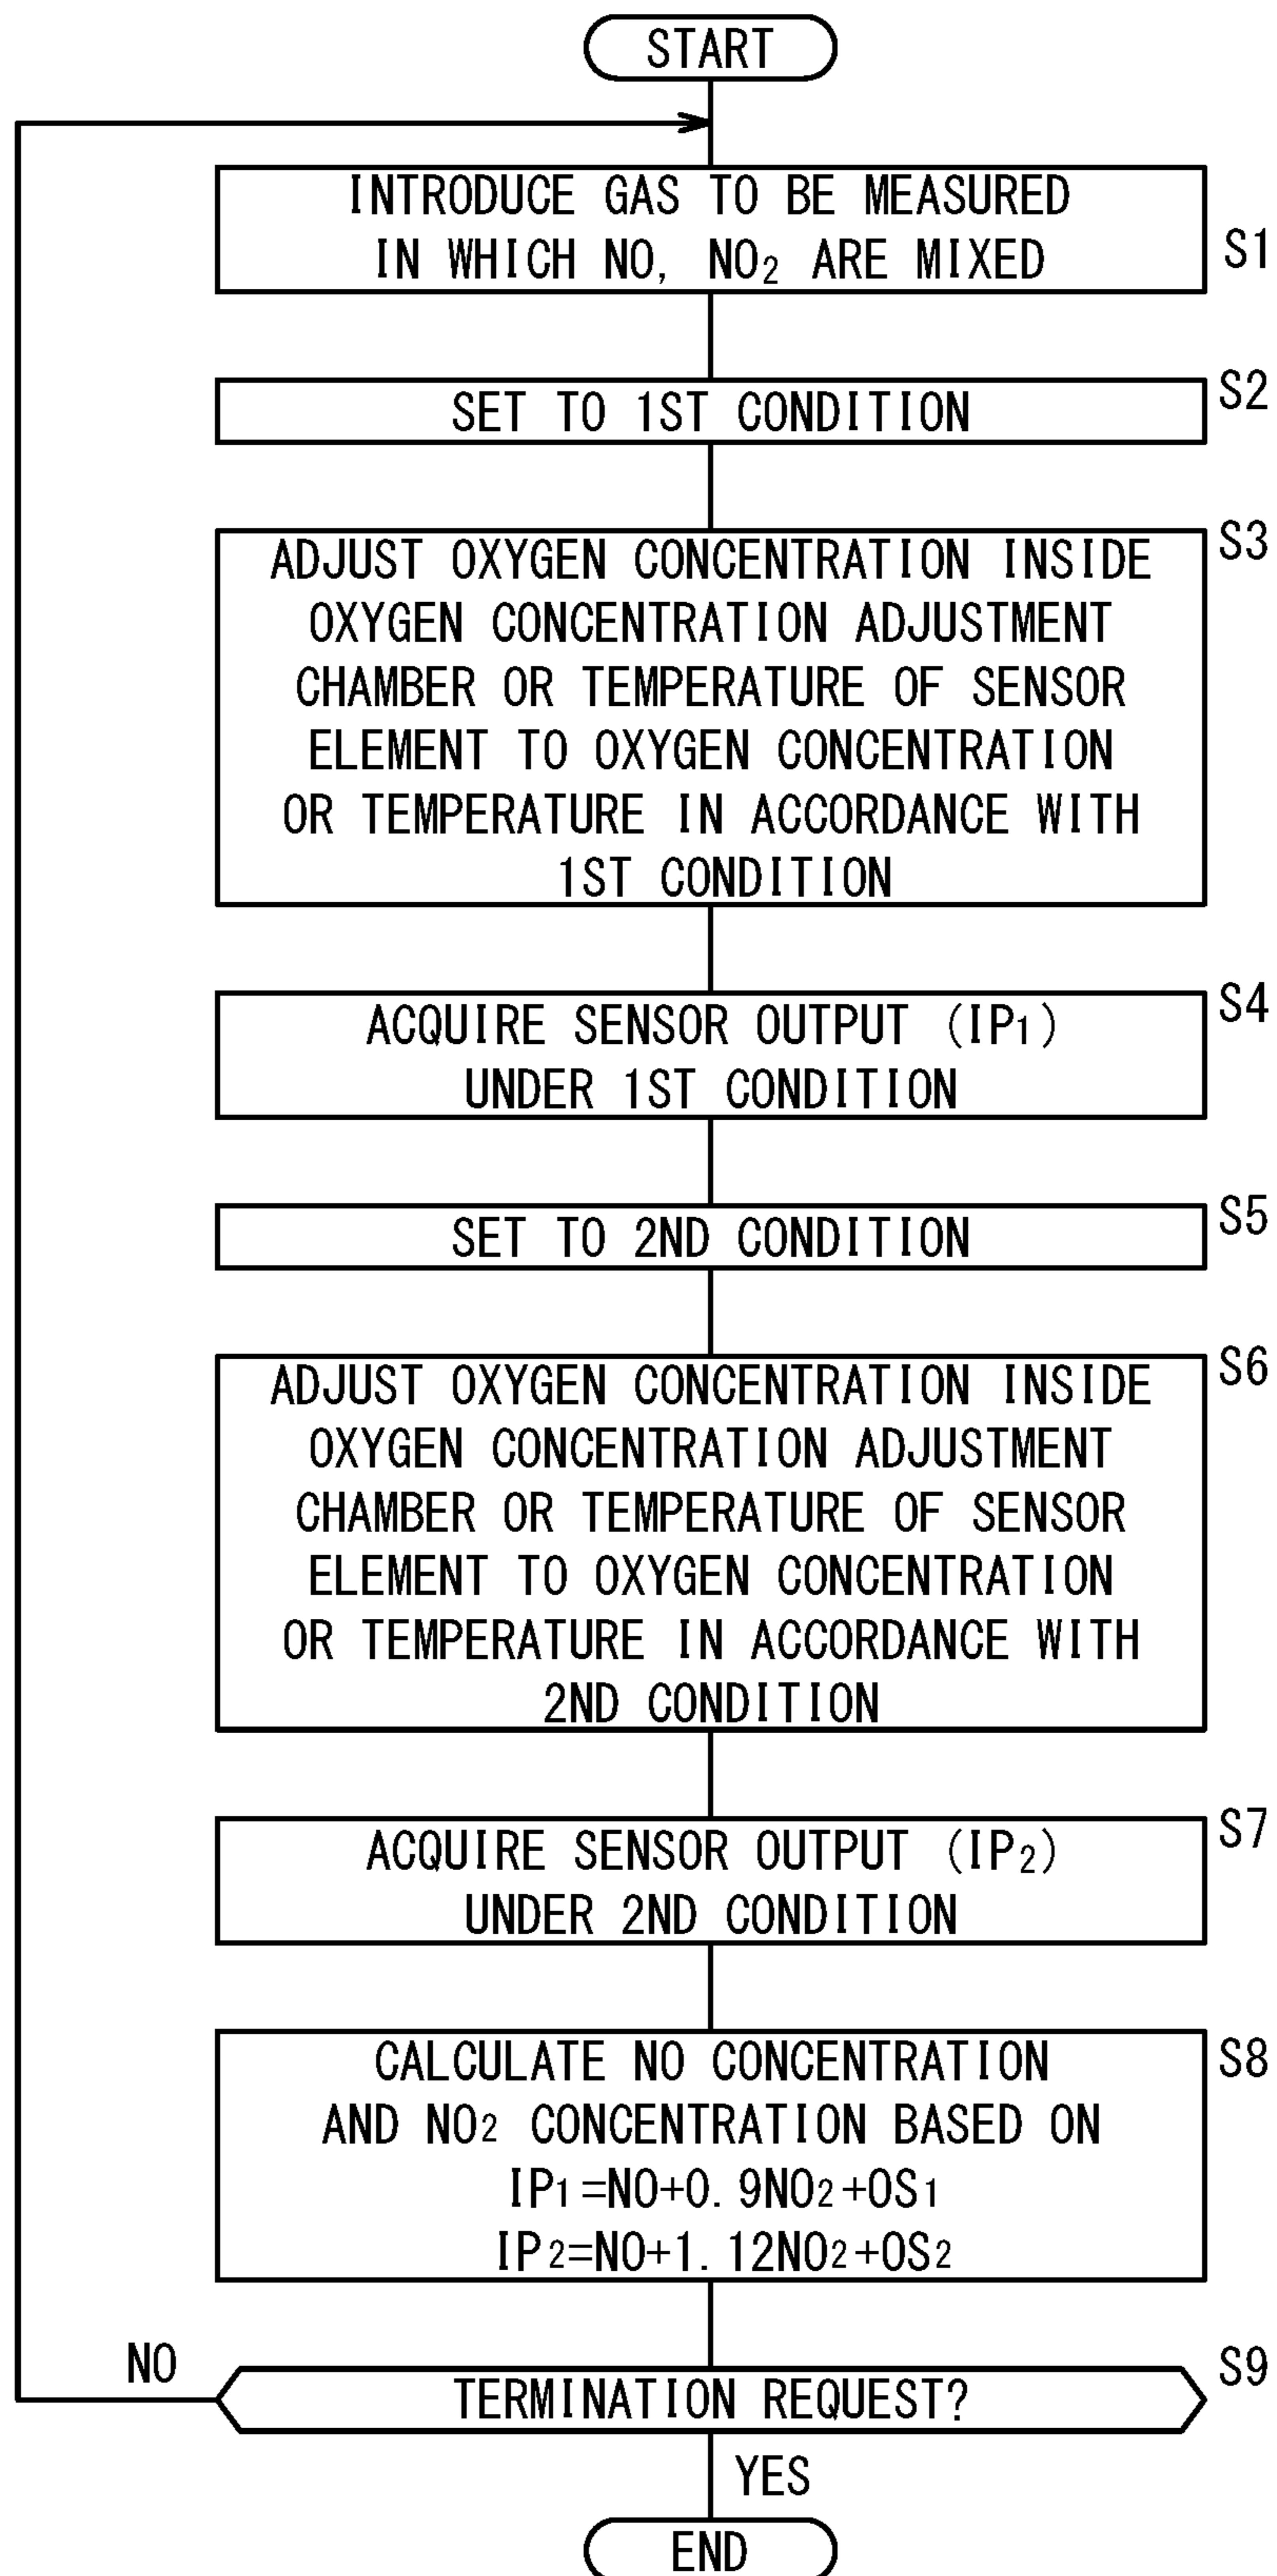 START
INTRODUCE GAS TO BE MEASURED
IN WHICH NO, NO₂ ARE MIXED
S1
SET TO 1ST CONDITION
S2
ADJUST OXYGEN CONCENTRATION INSIDE
OXYGEN CONCENTRATION ADJUSTMENT
CHAMBER OR TEMPERATURE OF SENSOR
ELEMENT TO OXYGEN CONCENTRATION
OR TEMPERATURE IN ACCORDANCE WITH
1ST CONDITION
S3
ACQUIRE SENSOR OUTPUT (IP₁)
UNDER 1ST CONDITION
S4
SET TO 2ND CONDITION
S5
ADJUST OXYGEN CONCENTRATION INSIDE
OXYGEN CONCENTRATION ADJUSTMENT
CHAMBER OR TEMPERATURE OF SENSOR
ELEMENT TO OXYGEN CONCENTRATION
OR TEMPERATURE IN ACCORDANCE WITH
2ND CONDITION
S6
ACQUIRE SENSOR OUTPUT (IP₂)
UNDER 2ND CONDITION
S7
CALCULATE NO CONCENTRATION
AND NO₂ CONCENTRATION BASED ON
IP₁=NO+0.9NO₂+OS₁
IP₂=NO+1.12NO₂+OS₂
S8
NO
TERMINATION REQUEST?
S9
YES
END